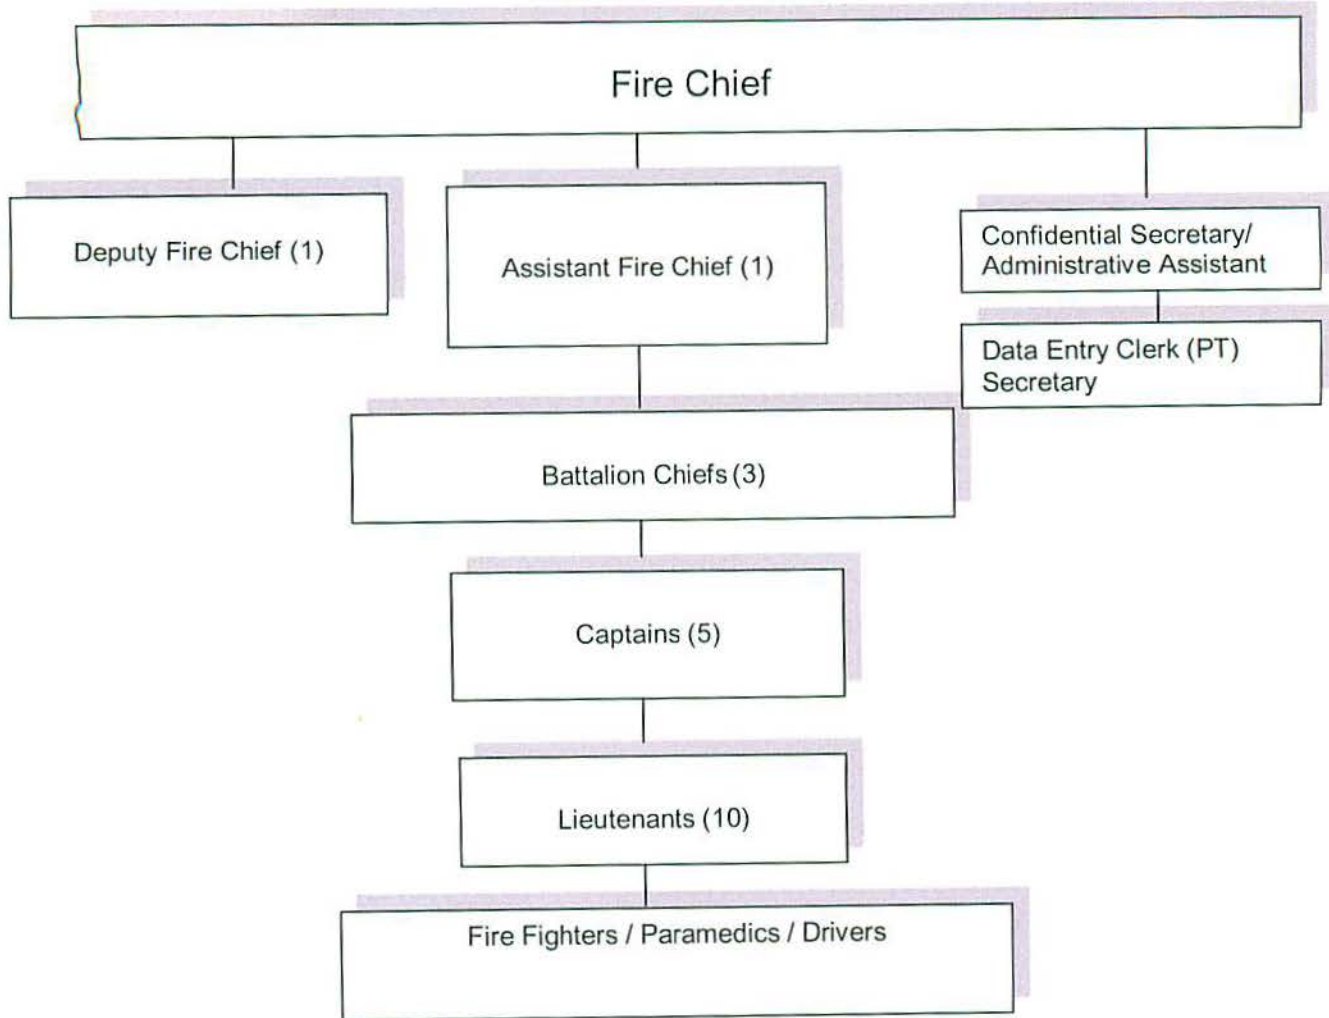 Fire Chief
Deputy Fire Chief (1)
Assistant Fire Chief (1)
Confidential Secretary/
Administrative Assistant
Data Entry Clerk (PT)
Secretary
Battalion Chiefs (3)
Captains (5)
Lieutenants (10)
Fire Fighters / Paramedics / Drivers